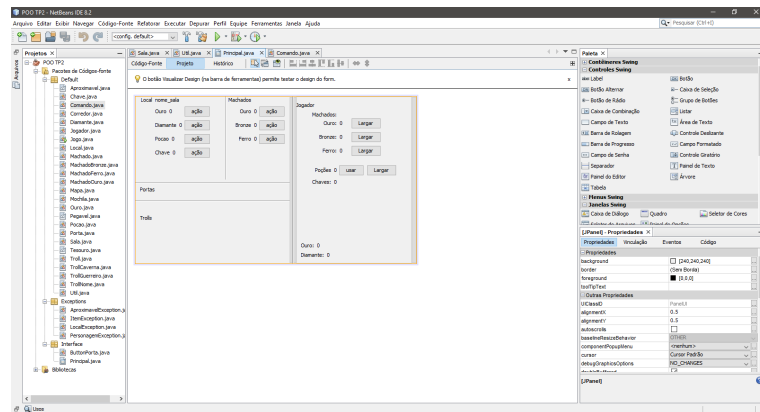 POO TP2 - NetBeans IDE 8.2
Arquivo Editar Exibir Navegar Código-Fonte Refatorar Executar Depurar Perfil Equipe Ferramentas Janela Ajuda
Pesquisar (Ctrl+I)
<config. default>
Projetos
Sala.java
Util.java
Principal.java
Comando.java
Paleta
Arquivos
POO TP2
Pacotes de Códigos-fonte
Default
Aproximavel.java
Chave.java
Comando.java
Corredor.java
Diamante.java
Jogador.java
Jogo.java
Local.java
Machado.java
MachadoBronze.java
MachadoFerro.java
MachadoOuro.java
Mapa.java
Mochila.java
Ouro.java
Pegavel.java
Pocao.java
Porta.java
Sala.java
Tesouro.java
Troll.java
TrollCaverna.java
TrollGuerreiro.java
TrollNome.java
Util.java
Exceptions
AproximavelException.j
ItemException.java
LocalException.java
PersonagemException.j
Interface
ButtonPorta.java
Principal.java
Bibliotecas
Código-Fonte Projeto Histórico
O botão Visualizar Design (na barra de ferramentas) permite testar o design do form.
Local nome_sala
Ouro 0 ação
Diamante 0 ação
Pocao 0 ação
Chave 0 ação
Machados
Ouro 0 ação
Bronze 0 ação
Ferro 0 ação
Portas
Trolls
Jogador
Machados:
Ouro: 0 Largar
Bronze: 0 Largar
Ferro: 0 Largar
Poções 0 usar Largar
Chaves: 0
Ouro: 0
Diamante: 0
Contêineres Swing
Controles Swing
label Label
Botão
Botão Alternar
Caixa de Seleção
Botão de Rádio
Grupo de Botões
Caixa de Combinação
Listar
Campo de Texto
Área de Texto
Barra de Rolagem
Controle Deslizante
Barra de Progresso
Campo Formatado
Campo de Senha
Controle Giratório
Separador
Painel de Texto
Painel do Editor
Árvore
Tabela
Menus Swing
Janelas Swing
Caixa de Diálogo
Quadro
Seletor de Cores
[JPanel] - Propriedades
Propriedades Vinculação Eventos Código
Propriedades
background [240,240,240]
border (Sem Borda)
foreground [0,0,0]
toolTipText
Outras Propriedades
UIClassID PanelUI
alignmentX 0.5
alignmentY 0.5
autoscrolls
baselineResizeBehavior OTHER
componentPopupMenu <nenhum>
cursor Cursor Padrão
debugGraphicsOptions NO_CHANGES
[JPanel]
Usos